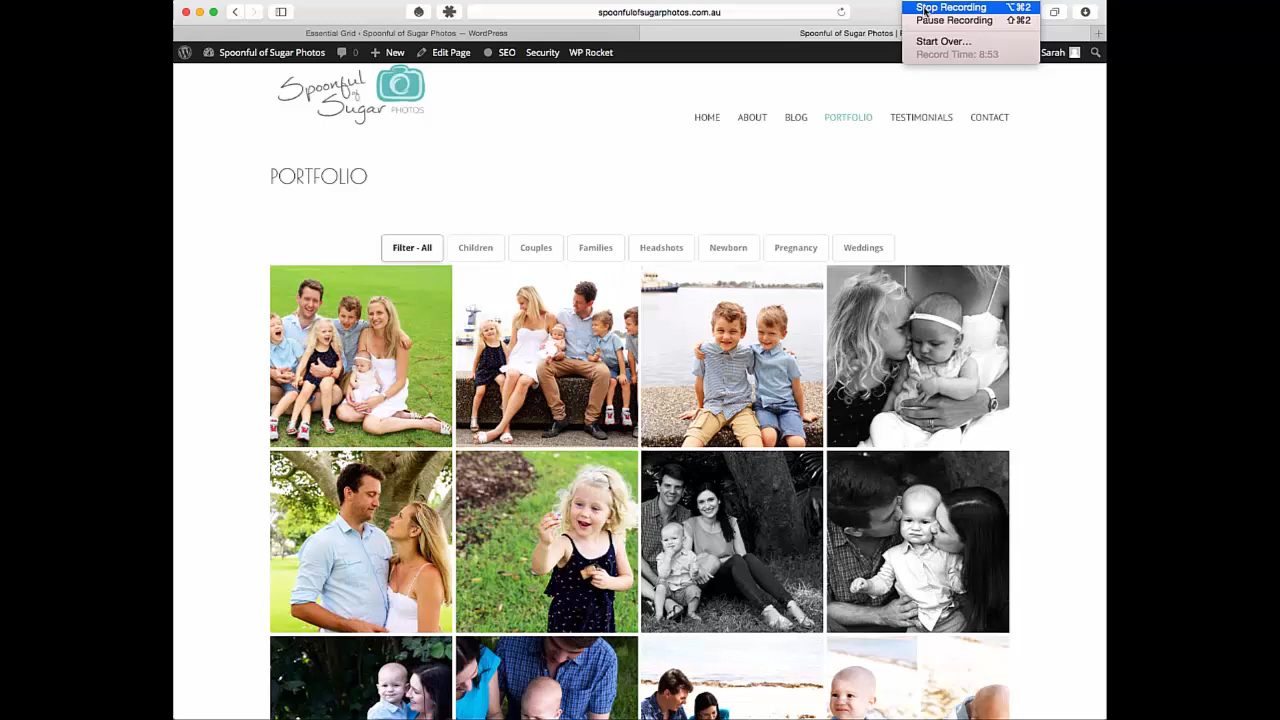 spoonfulofsugarphotos.com.au
Stop Recording ⌥⌘2
Pause Recording ⇧⌘2
Start Over…
Record Time: 8:53
Essential Grid ‹ Spoonful of Sugar Photos — WordPress
Spoonful of Sugar Photos |
Spoonful of Sugar Photos 0 + New Edit Page SEO Security WP Rocket Sarah
Spoonful of Sugar PHOTOS
HOME ABOUT BLOG PORTFOLIO TESTIMONIALS CONTACT
PORTFOLIO
Filter - All Children Couples Families Headshots Newborn Pregnancy Weddings